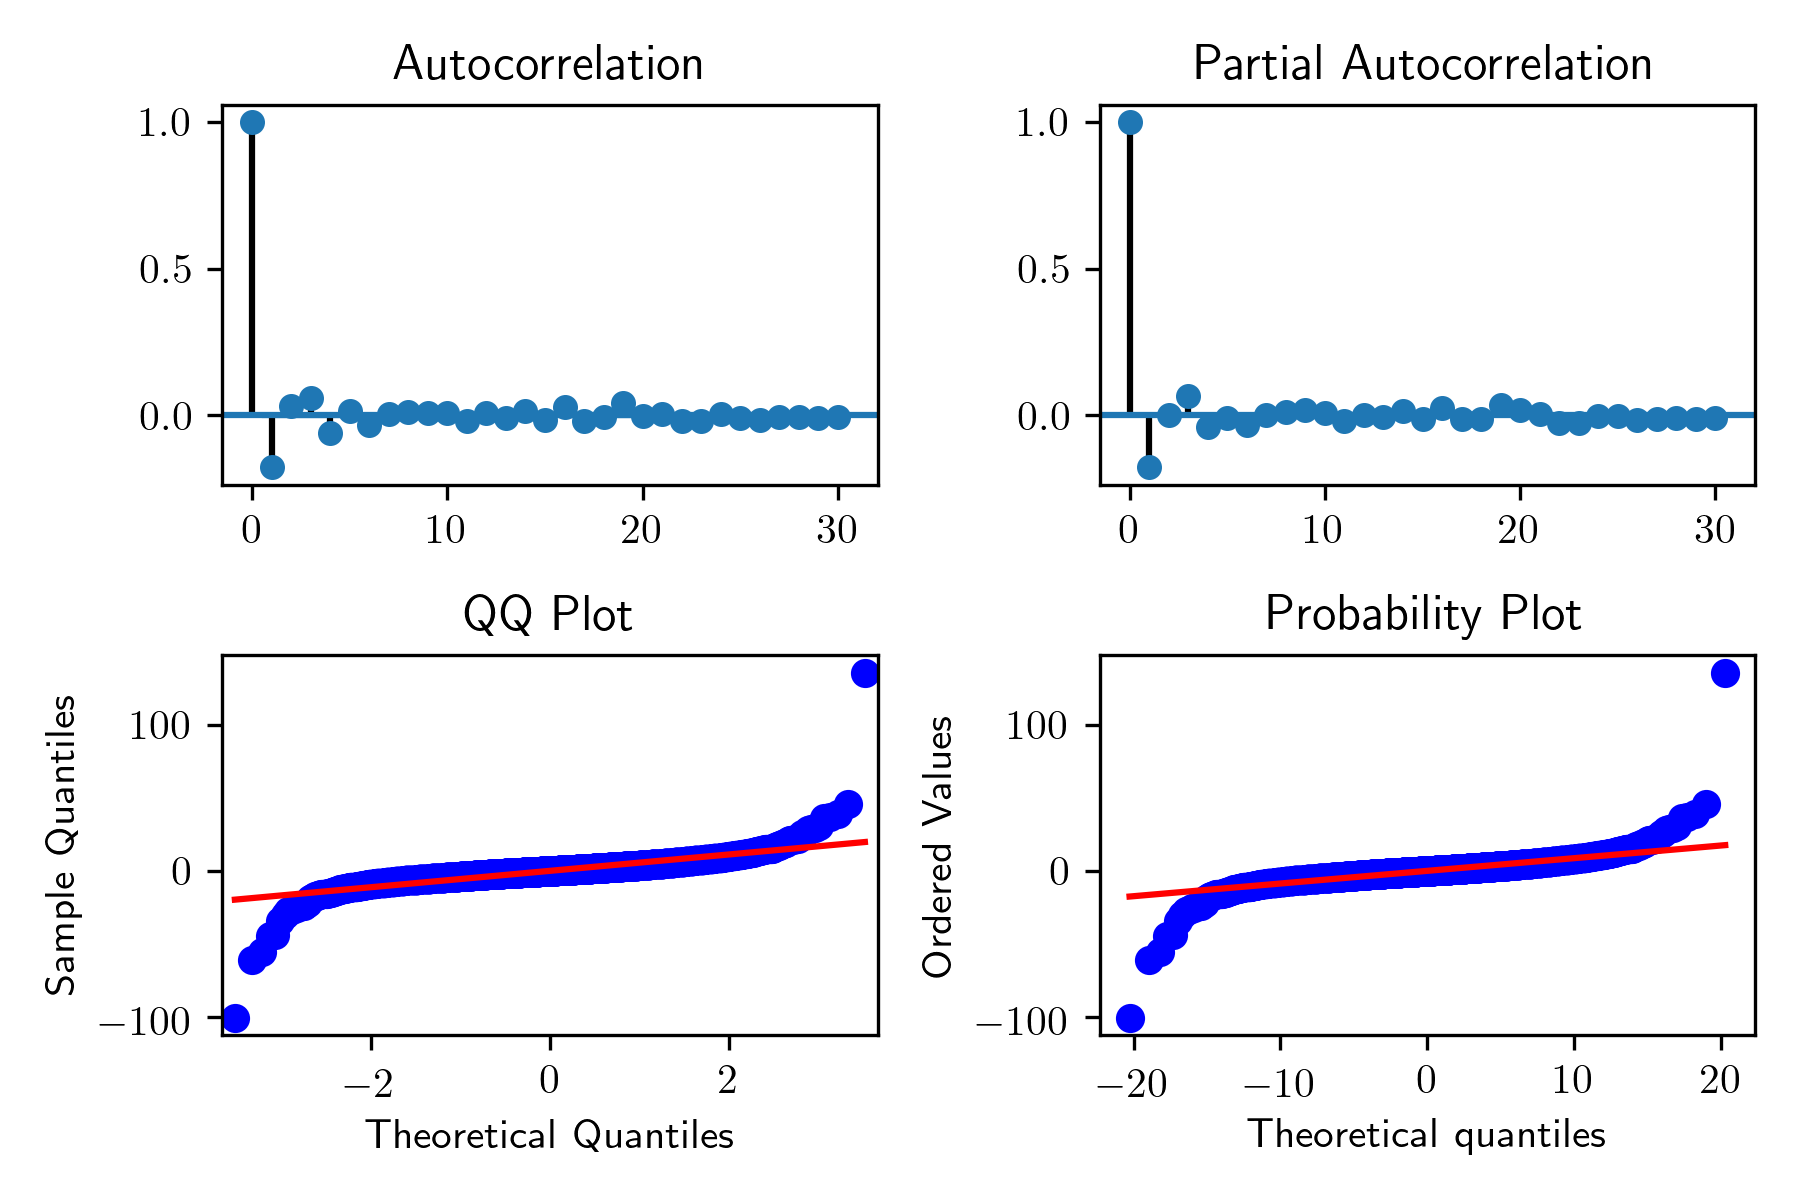 Autocorrelation
1.0
0.5
0.0
0 10 20 30
Partial Autocorrelation
1.0
0.5
0.0
0 10 20 30
QQ Plot
Sample Quantiles
100
0
−100
−2 0 2
Theoretical Quantiles
Probability Plot
Ordered Values
100
0
−100
−20 −10 0 10 20
Theoretical quantiles